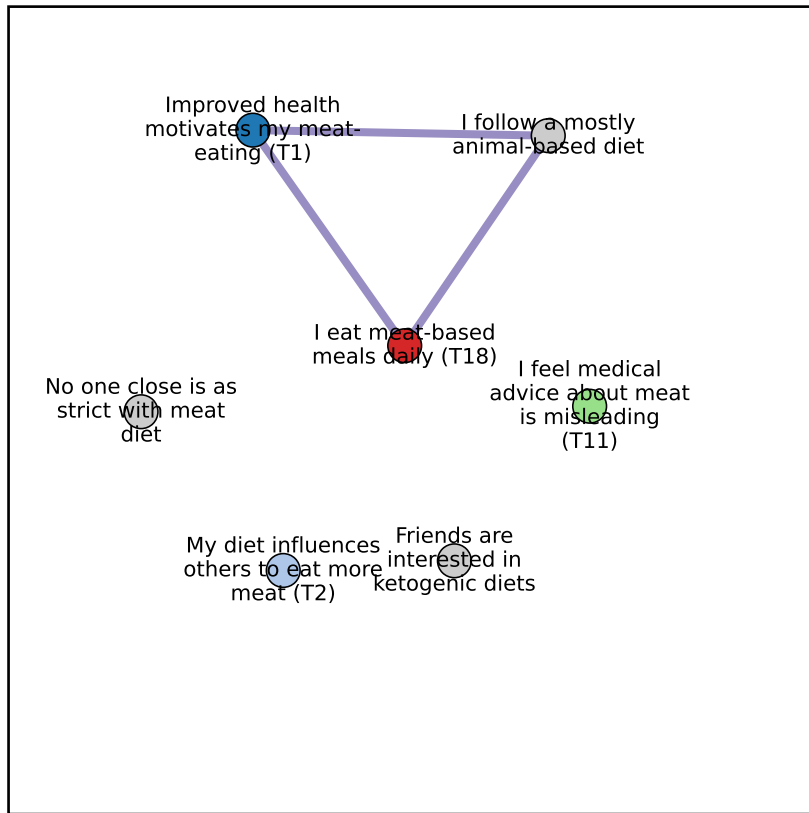 Improved health
motivates my meat-
eating (T1)
I follow a mostly
animal-based diet
I eat meat-based
meals daily (T18)
I feel medical
advice about meat
is misleading
(T11)
No one close is as
strict with meat
diet
My diet influences
others to eat more
meat (T2)
Friends are
interested in
ketogenic diets